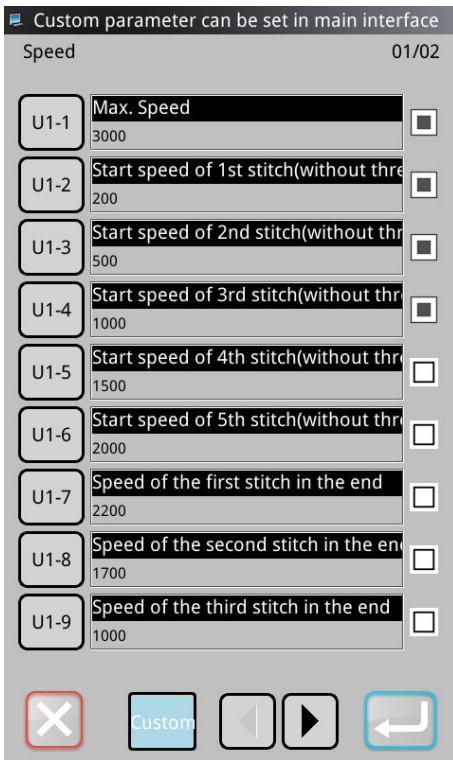 Custom parameter can be set in main interface
Speed 01/02
U1-1 Max. Speed
3000
U1-2 Start speed of 1st stitch(without thre
200
U1-3 Start speed of 2nd stitch(without thr
500
U1-4 Start speed of 3rd stitch(without thr
1000
U1-5 Start speed of 4th stitch(without thr
1500
U1-6 Start speed of 5th stitch(without thr
2000
U1-7 Speed of the first stitch in the end
2200
U1-8 Speed of the second stitch in the en
1700
U1-9 Speed of the third stitch in the end
1000
Custom